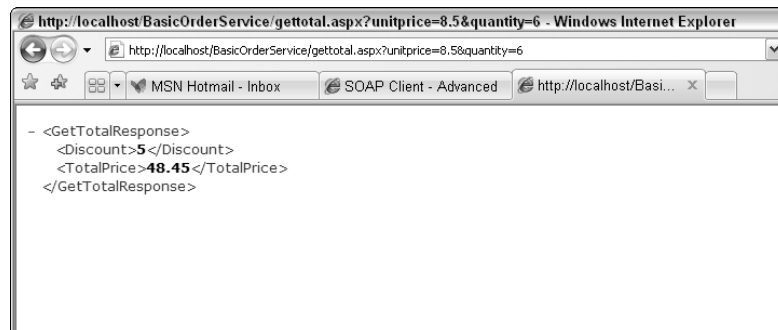 http://localhost/BasicOrderService/gettotal.aspx?unitprice=8.5&quantity=6 - Windows Internet Explorer
http://localhost/BasicOrderService/gettotal.aspx?unitprice=8.5&quantity=6
MSN Hotmail - Inbox SOAP Client - Advanced http://localhost/Basi...
- <GetTotalResponse>
<Discount>5</Discount>
<TotalPrice>48.45</TotalPrice>
</GetTotalResponse>